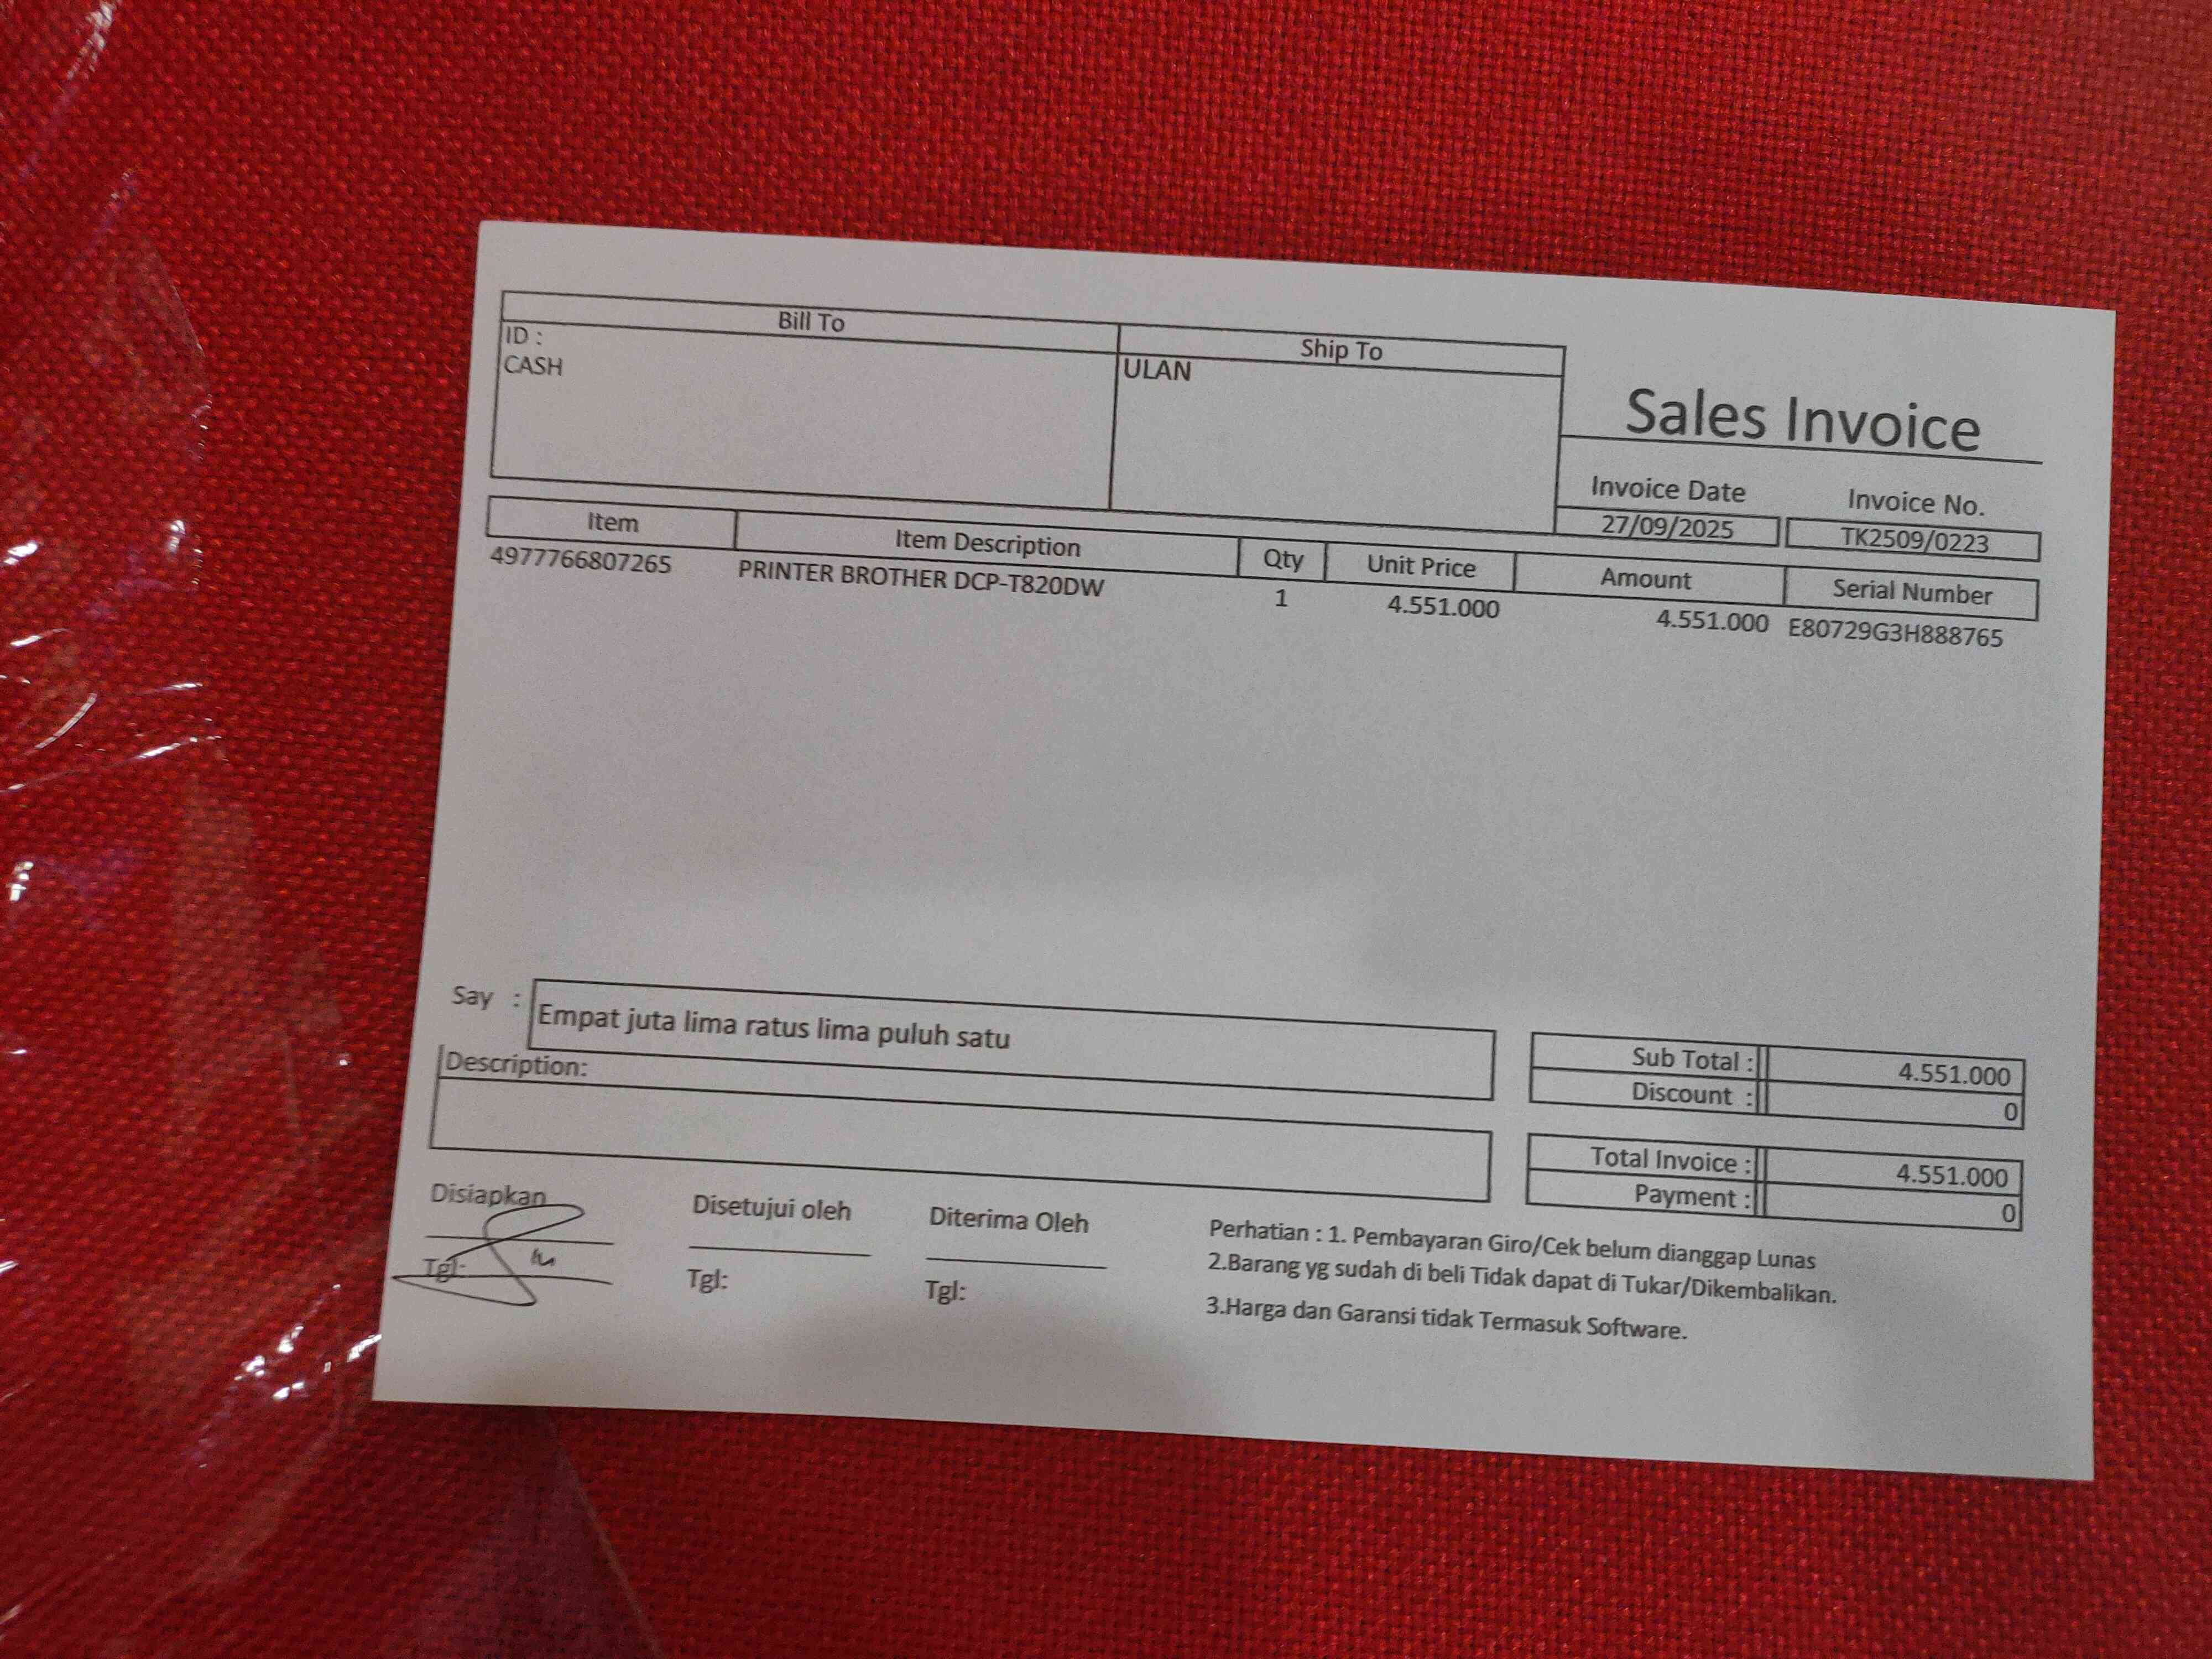 Bill To
ID :
CASH
Ship To
ULAN
Sales Invoice
Invoice Date Invoice No.
27/09/2025 TK2509/0223
Item Item Description Qty Unit Price Amount Serial Number
4977766807265 PRINTER BROTHER DCP-T820DW 1 4.551.000 4.551.000 E80729G3H888765
Say : Empat juta lima ratus lima puluh satu
Description:
Sub Total : 4.551.000
Discount : 0
Total Invoice : 4.551.000
Payment : 0
Disiapkan Disetujui oleh Diterima Oleh
Tgl: Tgl: Tgl:
Perhatian : 1. Pembayaran Giro/Cek belum dianggap Lunas
2.Barang yg sudah di beli Tidak dapat di Tukar/Dikembalikan.
3.Harga dan Garansi tidak Termasuk Software.